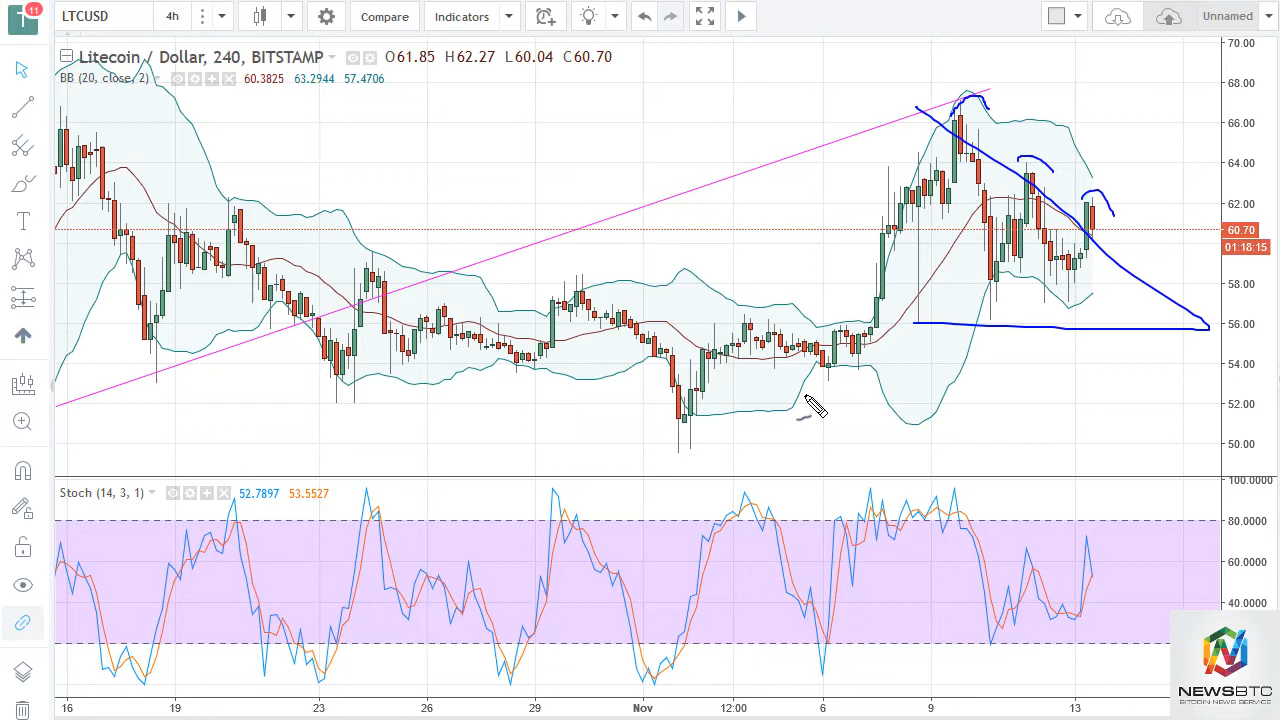 11
LTCUSD 4h Compare Indicators Unnamed
Litecoin / Dollar, 240, BITSTAMP O61.85 H62.27 L60.04 C60.70
BB (20, close, 2) 60.3825 63.2944 57.4706
70.00
68.00
66.00
64.00
62.00
60.70
01:18:15
58.00
56.00
54.00
52.00
50.00
Stoch (14, 3, 1) 52.7897 53.5527
100.0000
80.0000
60.0000
40.0000
NEWSBTC
BITCOIN NEWS SERVICE
16 19 23 26 29 Nov 12:00 6 9 13